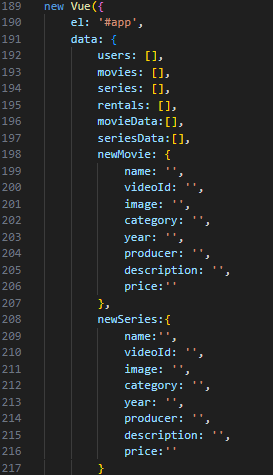 189 new Vue({
190 el: '#app',
191 data: {
192 users: [],
193 movies: [],
194 series: [],
195 rentals: [],
196 movieData:[],
197 seriesData:[],
198 newMovie: {
199 name: '',
200 videoId: '',
201 image: '',
202 category: '',
203 year: '',
204 producer: '',
205 description: '',
206 price:''
207 },
208 newSeries:{
209 name:'',
210 videoId: '',
211 image: '',
212 category: '',
213 year: '',
214 producer: '',
215 description: '',
216 price:''
217 }